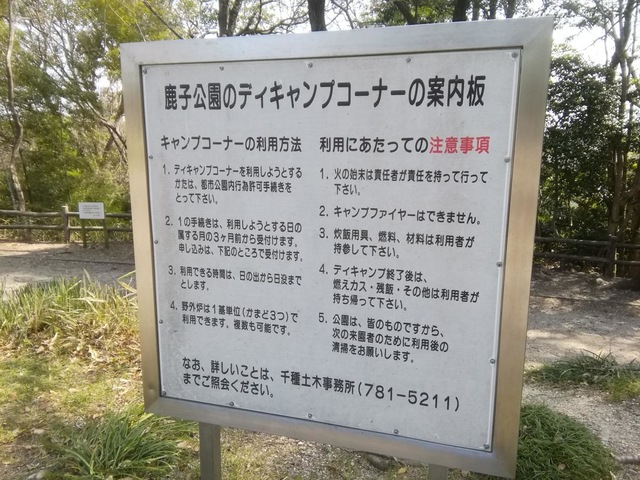 鹿子公園のディキャンプコーナーの案内板
キャンプコーナーの利用方法
1. ディキャンプコーナーを利用しようとする
かたは、都市公園内行為許可手続きを
とって下さい。
2. 1の手続きは、利用しようとする日の
属する月の3ヶ月前から受付けます。
申し込みは、下記のところで受付けます。
3. 利用できる時間は、日の出から日没まで
とします。
4. 野外炉は1基単位(かまど3つ)で
利用できます。複数も可能です。
利用にあたっての注意事項
1. 火の始末は責任者が責任を持って行って
下さい。
2. キャンプファイヤーはできません。
3. 炊飯用具、燃料、材料は利用者が
持参して下さい。
4. ディキャンプ終了後は、
燃えカス・残飯・その他は利用者が
持ち帰って下さい。
5. 公園は、皆のものですから、
次の来園者のために利用後の
清掃をお願いします。
なお、詳しいことは、千種土木事務所(781-5211)
までご照会ください。